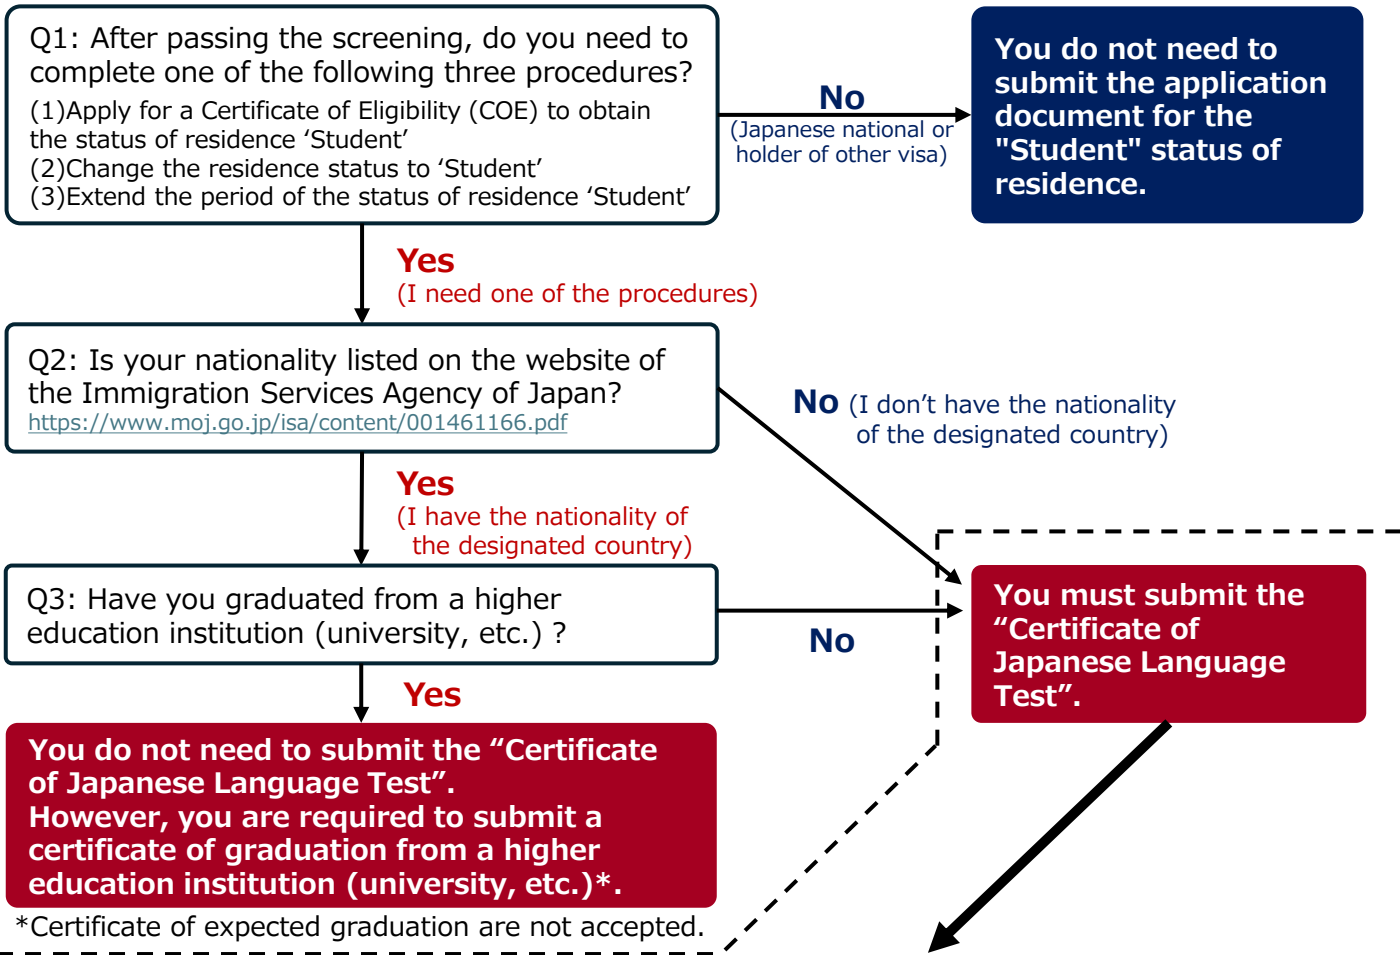 Q1: After passing the screening, do you need to
complete one of the following three procedures?
(1)Apply for a Certificate of Eligibility (COE) to obtain
the status of residence ‘Student’
(2)Change the residence status to ‘Student’
(3)Extend the period of the status of residence ‘Student’
No
(Japanese national or
holder of other visa)
You do not need to
submit the application
document for the
"Student" status of
residence.
Yes
(I need one of the procedures)
Q2: Is your nationality listed on the website of
the Immigration Services Agency of Japan?
https://www.moj.go.jp/isa/content/001461166.pdf
No (I don’t have the nationality
of the designated country)
Yes
(I have the nationality of
the designated country)
Q3: Have you graduated from a higher
education institution (university, etc.) ?
No
You must submit the
“Certificate of
Japanese Language
Test”.
Yes
You do not need to submit the “Certificate
of Japanese Language Test”.
However, you are required to submit a
certificate of graduation from a higher
education institution (university, etc.)*.
*Certificate of expected graduation are not accepted.